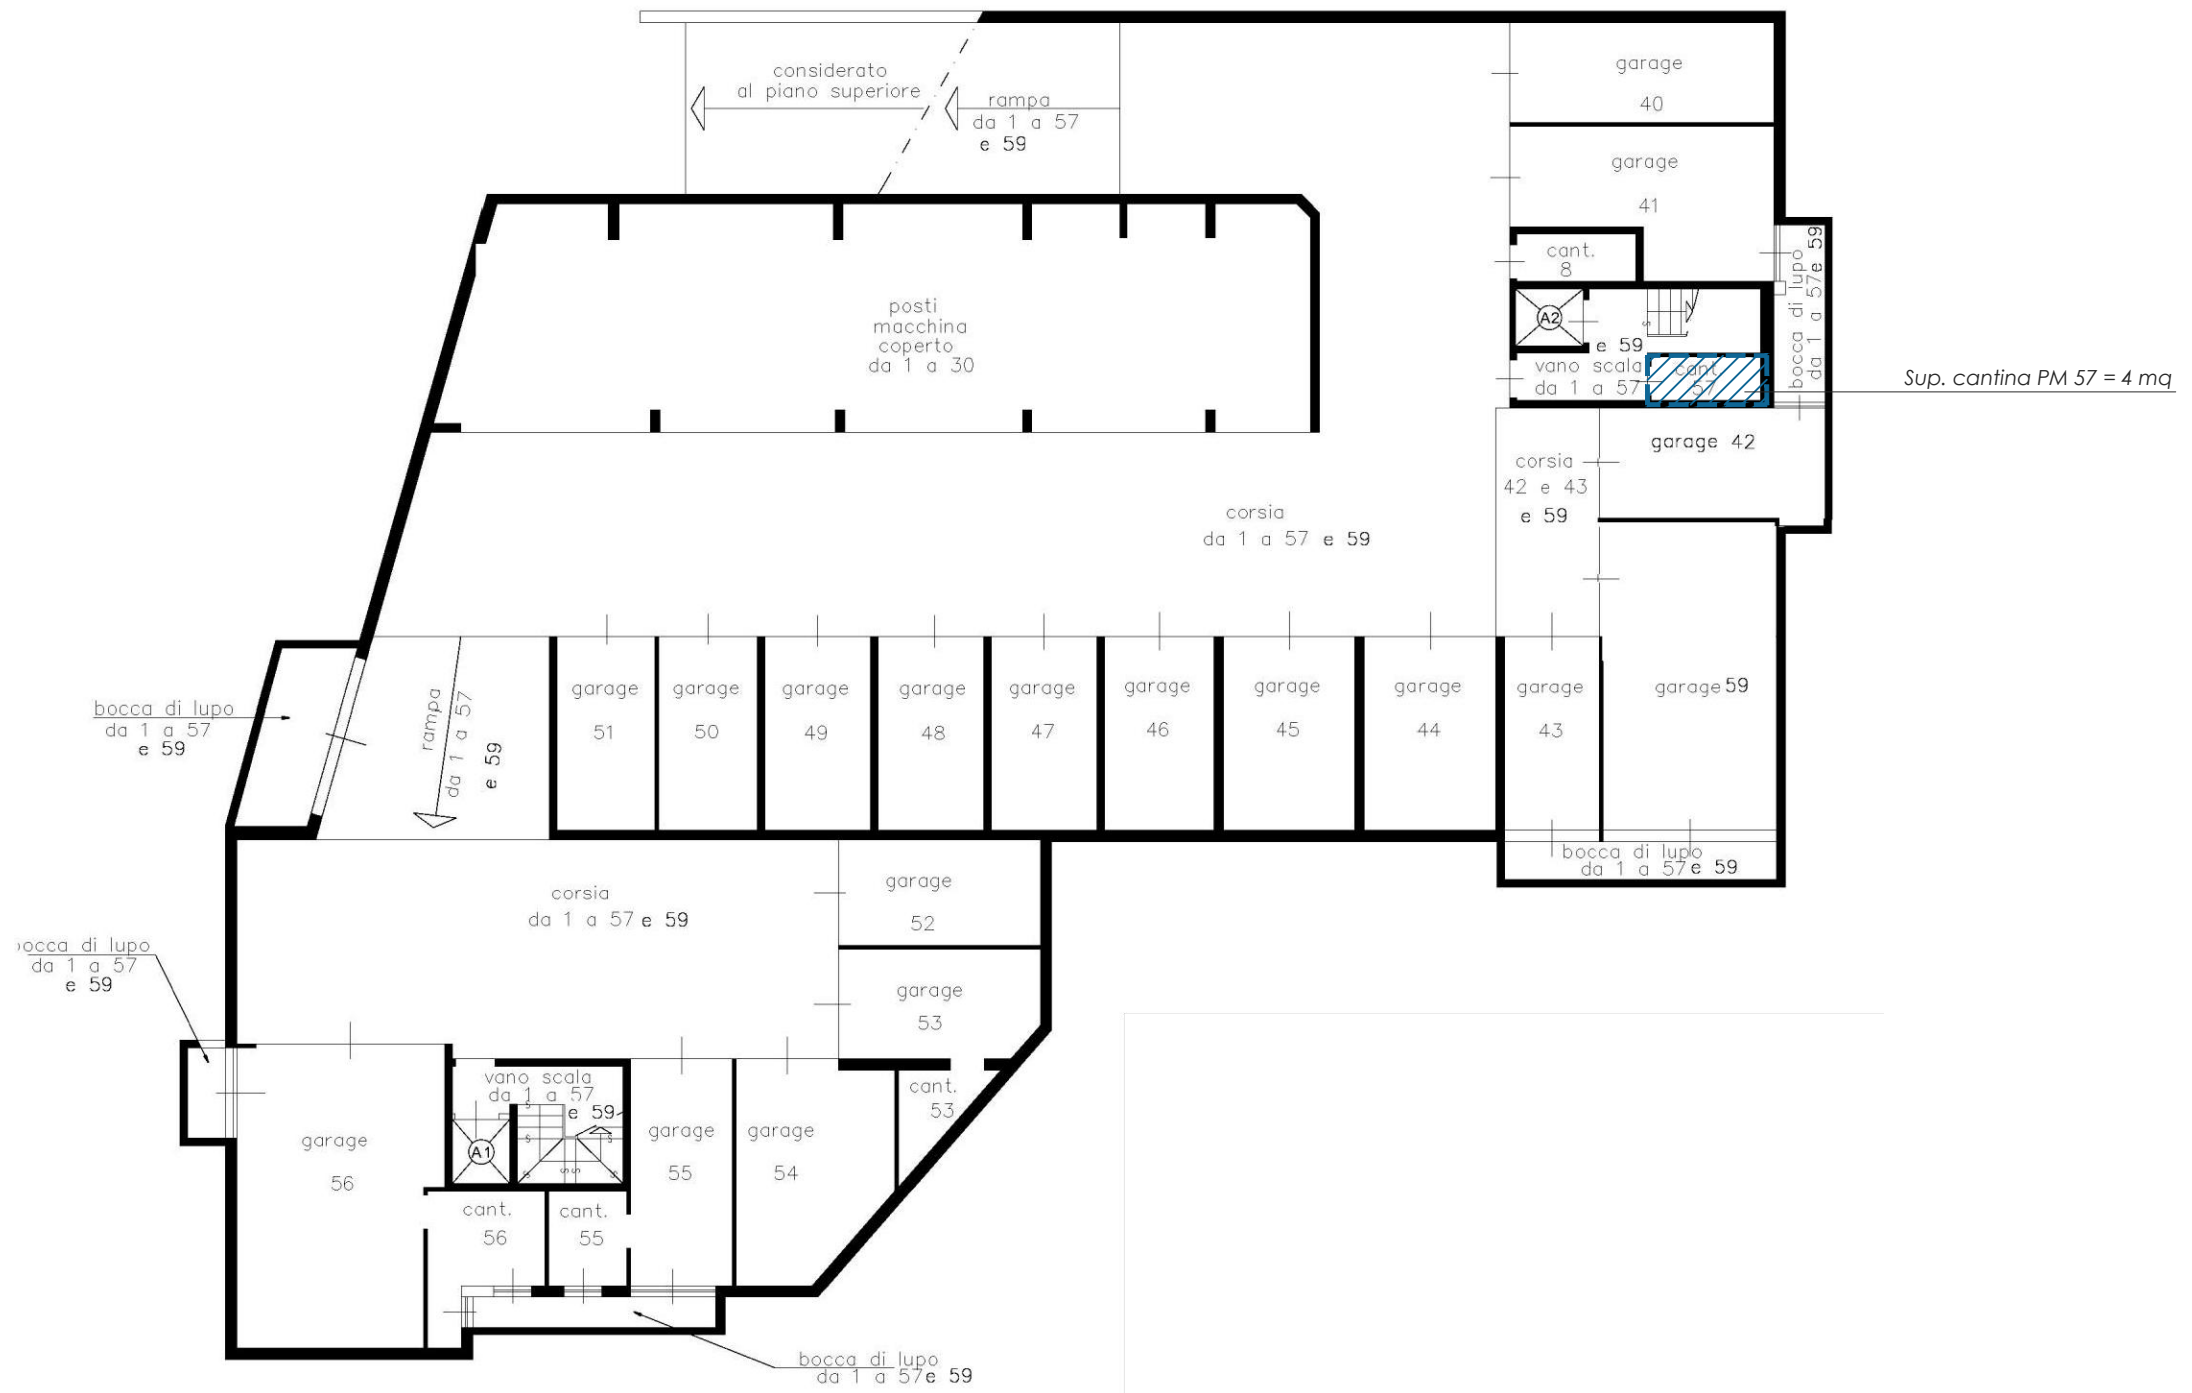 considerato
al piano superiore
rampa
da 1 a 57
e 59
garage
40
garage
41
cant.
8
A2
e 59
vano scala
da 1 a 57
cant.
57
bocca di lupo
da 1 a 57 e 59
Sup. cantina PM 57 = 4 mq
posti
macchina
coperto
da 1 a 30
garage 42
corsia
42 e 43
e 59
corsia
da 1 a 57 e 59
bocca di lupo
da 1 a 57
e 59
rampa
da 1 a 57
e 59
garage
51
garage
50
garage
49
garage
48
garage
47
garage
46
garage
45
garage
44
garage
43
garage 59
bocca di lupo
da 1 a 57 e 59
corsia
da 1 a 57 e 59
garage
52
garage
53
bocca di lupo
da 1 a 57
e 59
vano scala
da 1 a 57
e 59
A1
cant.
53
garage
56
garage
55
garage
54
cant.
56
cant.
55
bocca di lupo
da 1 a 57 e 59